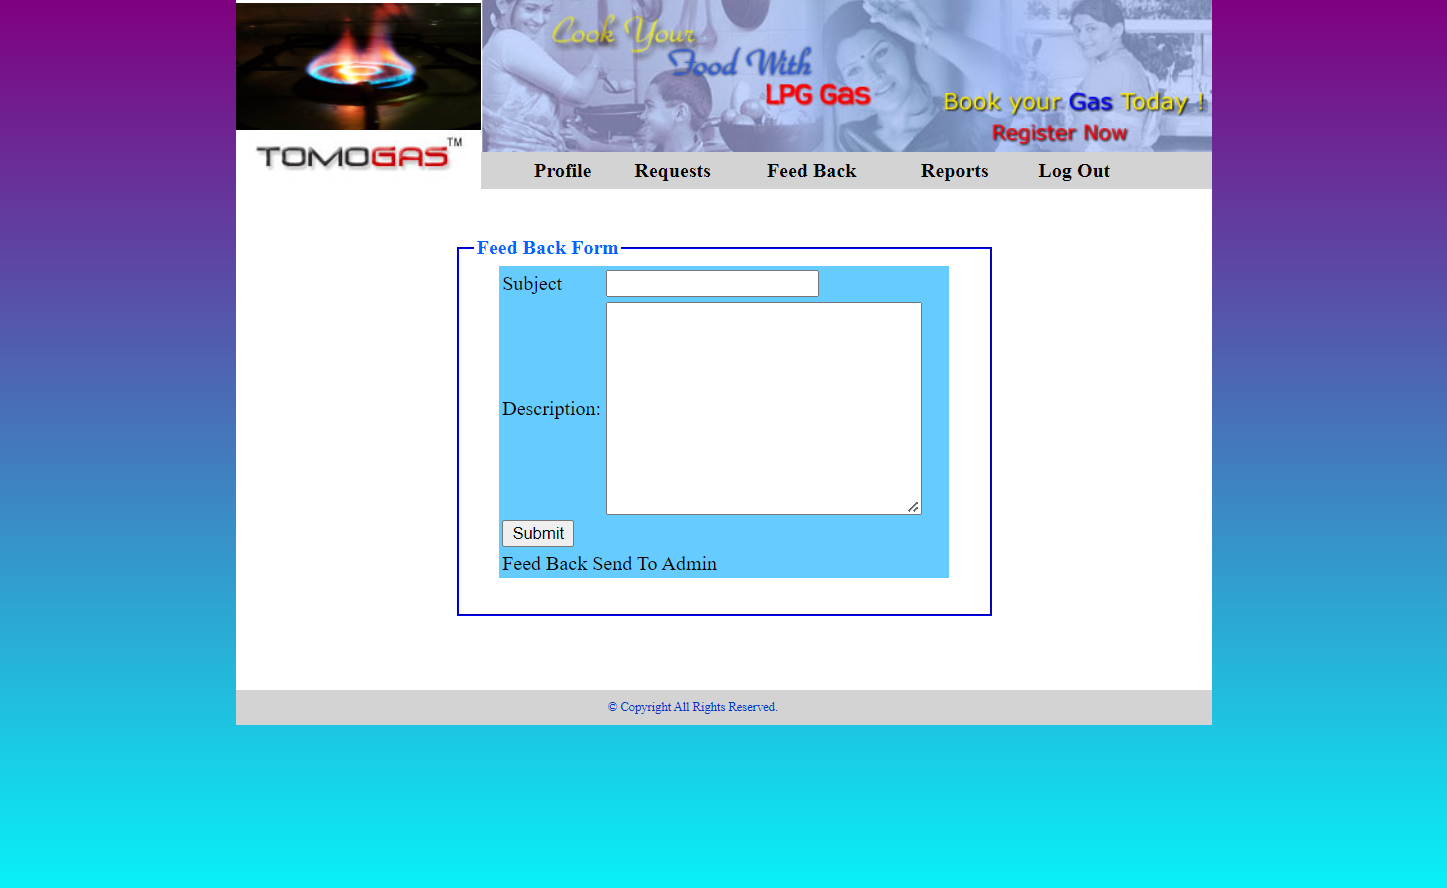 Cook Your
Food With
LPG Gas
Book your Gas Today !
Register Now
TOMOGAS™
Profile Requests Feed Back Reports Log Out
Feed Back Form
Subject
Description:
Submit
Feed Back Send To Admin
© Copyright All Rights Reserved.